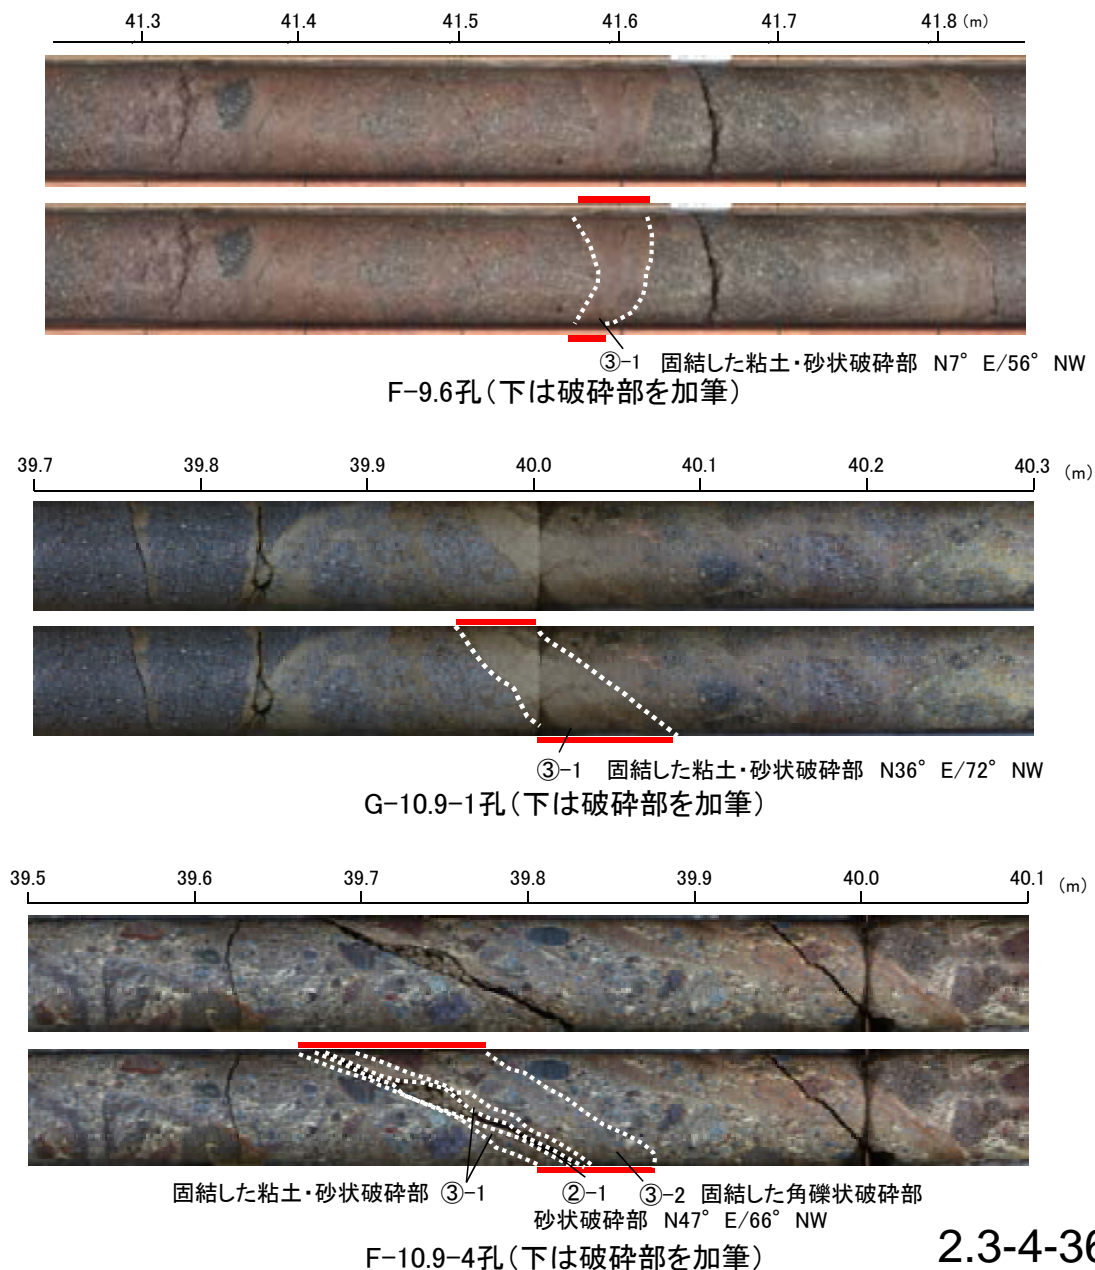 41.3 41.4 41.5 41.6 41.7 41.8 (m)
③-1 固結した粘土・砂状破砕部 N7° E/56° NW
F-9.6孔(下は破砕部を加筆)
39.7 39.8 39.9 40.0 40.1 40.2 40.3 (m)
③-1 固結した粘土・砂状破砕部 N36° E/72° NW
G-10.9-1孔(下は破砕部を加筆)
39.5 39.6 39.7 39.8 39.9 40.0 40.1 (m)
固結した粘土・砂状破砕部 ③-1 ②-1 ③-2 固結した角礫状破砕部
砂状破砕部 N47° E/66° NW
F-10.9-4孔(下は破砕部を加筆)
2.3-4-36